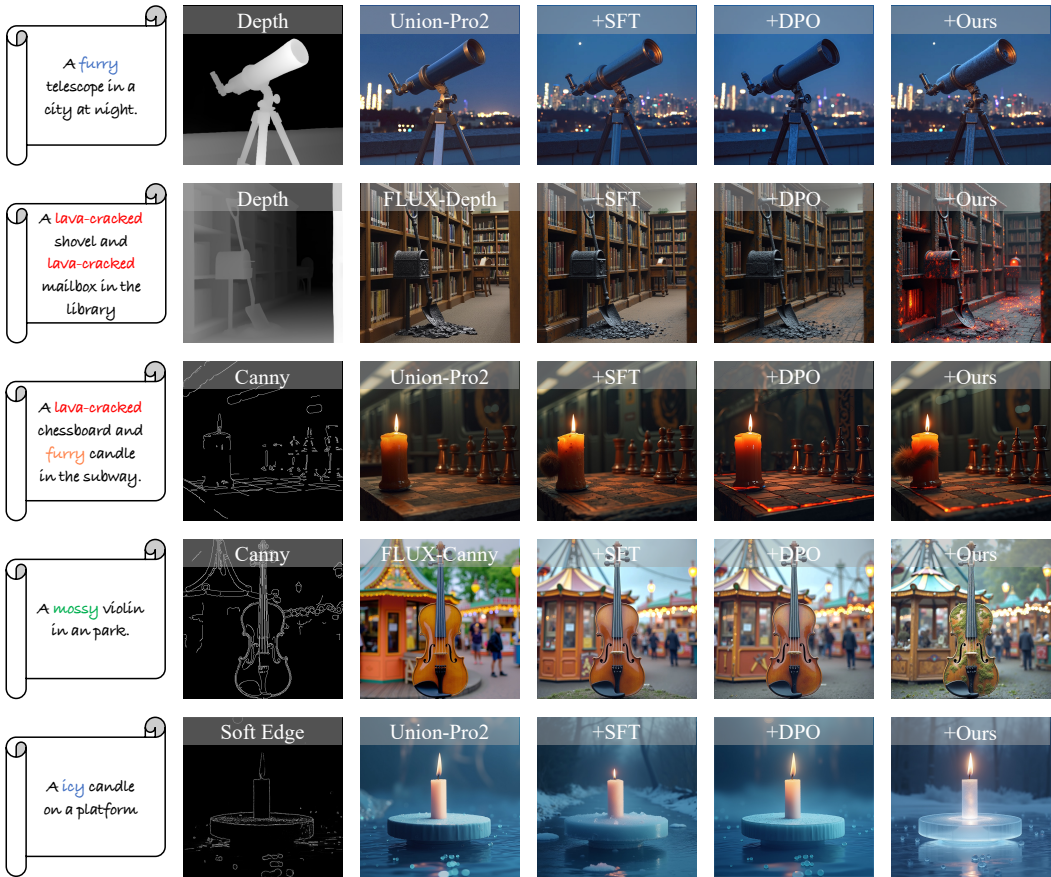 A furry
telescope in a
city at night.
Depth
Union-Pro2
+SFT
+DPO
+Ours
A lava-cracked
shovel and
lava-cracked
mailbox in the
library
Depth
FLUX-Depth
+SFT
+DPO
+Ours
A lava-cracked
chessboard and
furry candle
in the subway.
Canny
Union-Pro2
+SFT
+DPO
+Ours
A mossy violin
in an park.
Canny
FLUX-Canny
+SFT
+DPO
+Ours
A icy candle
on a platform
Soft Edge
Union-Pro2
+SFT
+DPO
+Ours